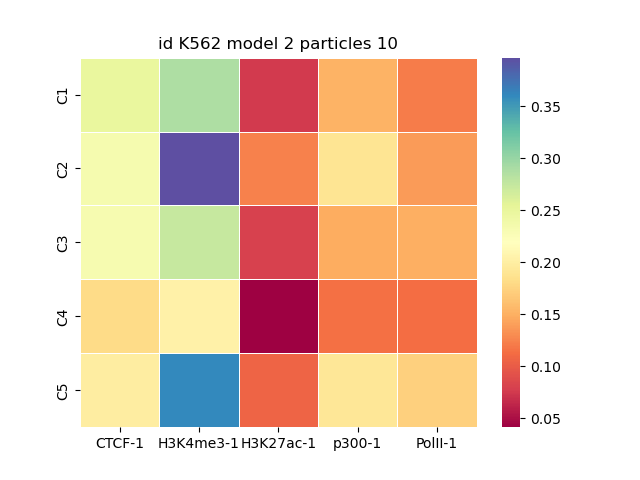 id K562 model 2 particles 10
C1
C2
C3
C4
C5
CTCF-1 H3K4me3-1 H3K27ac-1 p300-1 PolII-1
0.35
0.30
0.25
0.20
0.15
0.10
0.05